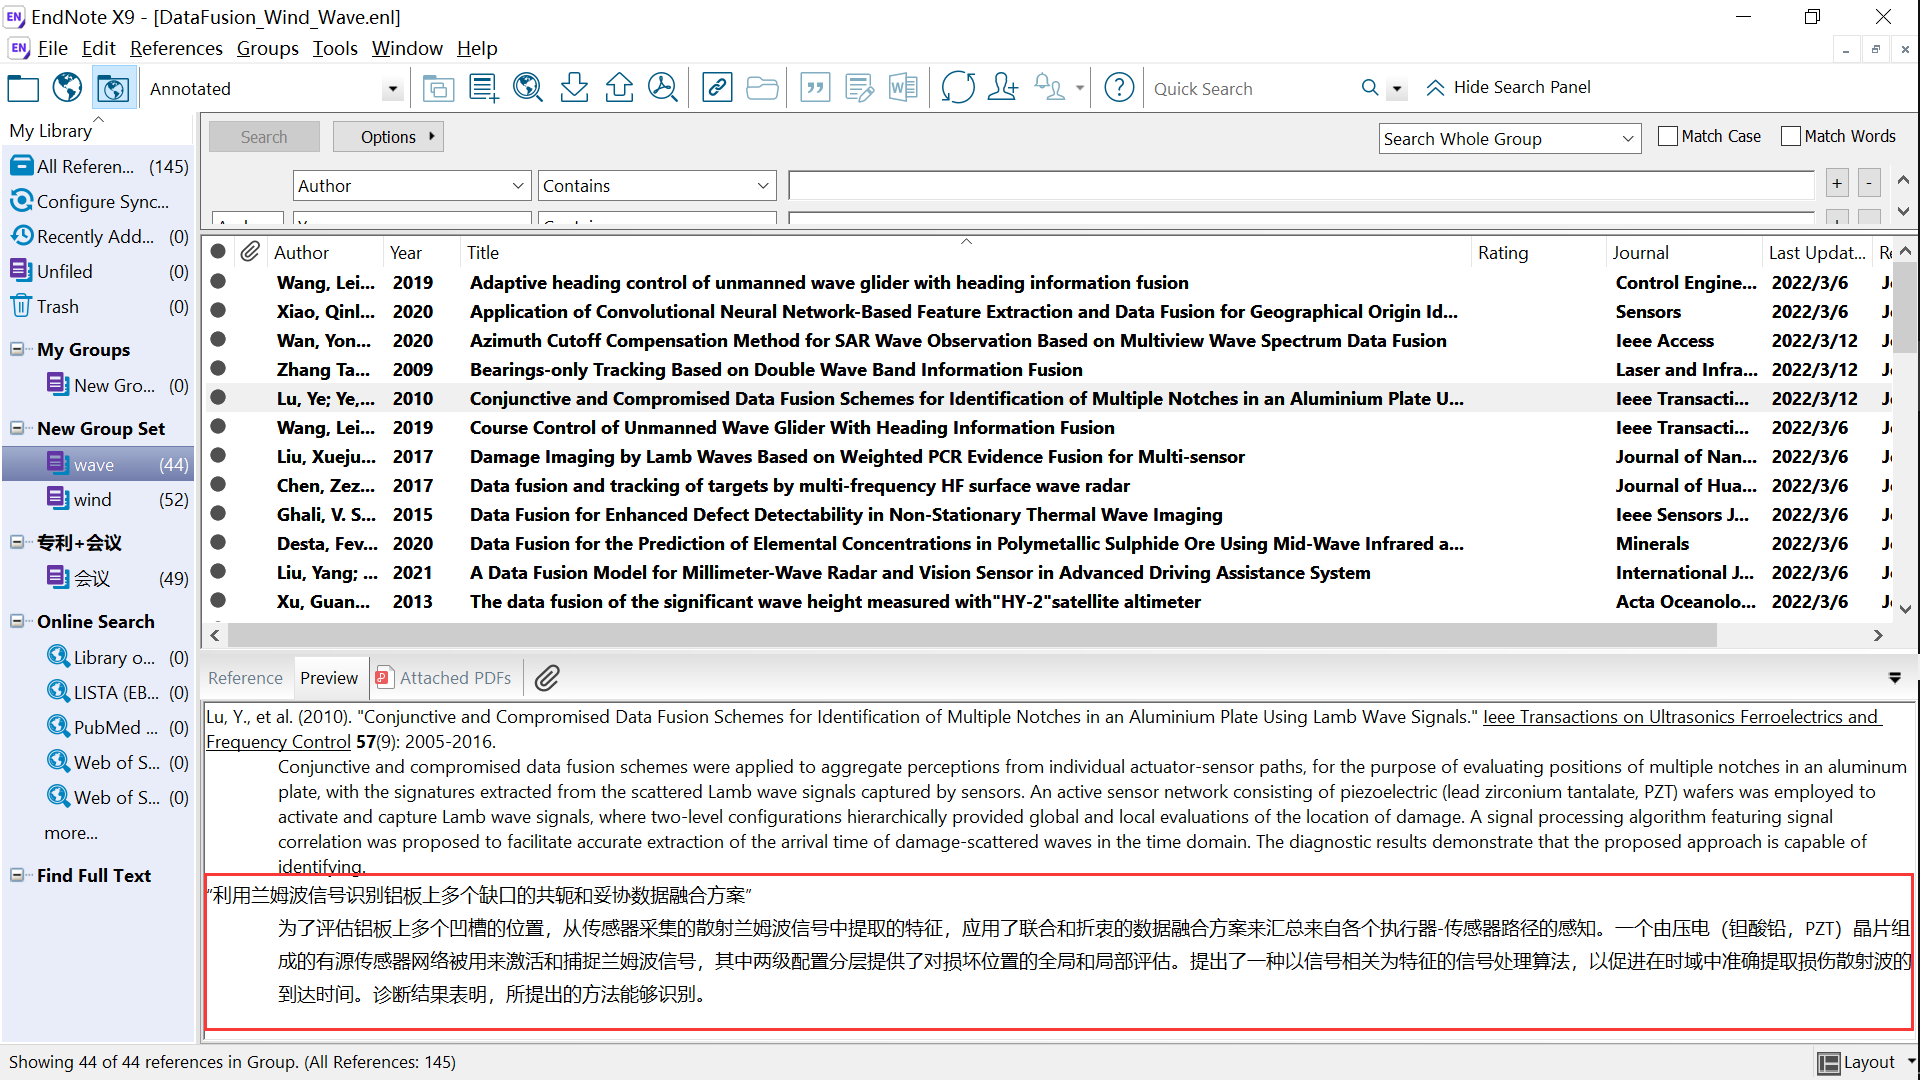 EndNote X9 - [DataFusion_Wind_Wave.enl]
File Edit References Groups Tools Window Help
Annotated
Quick Search
Hide Search Panel
My Library
All Referen... (145)
Configure Sync...
Recently Add... (0)
Unfiled (0)
Trash (0)
My Groups
New Gro... (0)
New Group Set
wave (44)
wind (52)
专利+会议
会议 (49)
Online Search
Library o... (0)
LISTA (EB... (0)
PubMed ... (0)
Web of S... (0)
Web of S... (0)
more...
Find Full Text
Search Options Search Whole Group Match Case Match Words
Author Contains + -
Author Year Title Rating Journal Last Updat...
Wang, Lei... 2019 Adaptive heading control of unmanned wave glider with heading information fusion Control Engine... 2022/3/6
Xiao, Qinl... 2020 Application of Convolutional Neural Network-Based Feature Extraction and Data Fusion for Geographical Origin Id... Sensors 2022/3/6
Wan, Yon... 2020 Azimuth Cutoff Compensation Method for SAR Wave Observation Based on Multiview Wave Spectrum Data Fusion Ieee Access 2022/3/12
Zhang Ta... 2009 Bearings-only Tracking Based on Double Wave Band Information Fusion Laser and Infra... 2022/3/12
Lu, Ye; Ye,... 2010 Conjunctive and Compromised Data Fusion Schemes for Identification of Multiple Notches in an Aluminium Plate U... Ieee Transacti... 2022/3/12
Wang, Lei... 2019 Course Control of Unmanned Wave Glider With Heading Information Fusion Ieee Transacti... 2022/3/6
Liu, Xueju... 2017 Damage Imaging by Lamb Waves Based on Weighted PCR Evidence Fusion for Multi-sensor Journal of Nan... 2022/3/6
Chen, Zez... 2017 Data fusion and tracking of targets by multi-frequency HF surface wave radar Journal of Hua... 2022/3/6
Ghali, V. S... 2015 Data Fusion for Enhanced Defect Detectability in Non-Stationary Thermal Wave Imaging Ieee Sensors J... 2022/3/6
Desta, Fev... 2020 Data Fusion for the Prediction of Elemental Concentrations in Polymetallic Sulphide Ore Using Mid-Wave Infrared a... Minerals 2022/3/6
Liu, Yang; ... 2021 A Data Fusion Model for Millimeter-Wave Radar and Vision Sensor in Advanced Driving Assistance System International J... 2022/3/6
Xu, Guan... 2013 The data fusion of the significant wave height measured with"HY-2"satellite altimeter Acta Oceanolo... 2022/3/6
Reference Preview Attached PDFs
Lu, Y., et al. (2010). "Conjunctive and Compromised Data Fusion Schemes for Identification of Multiple Notches in an Aluminium Plate Using Lamb Wave Signals." Ieee Transactions on Ultrasonics Ferroelectrics and
Frequency Control 57(9): 2005-2016.
Conjunctive and compromised data fusion schemes were applied to aggregate perceptions from individual actuator-sensor paths, for the purpose of evaluating positions of multiple notches in an aluminum
plate, with the signatures extracted from the scattered Lamb wave signals captured by sensors. An active sensor network consisting of piezoelectric (lead zirconium tantalate, PZT) wafers was employed to
activate and capture Lamb wave signals, where two-level configurations hierarchically provided global and local evaluations of the location of damage. A signal processing algorithm featuring signal
correlation was proposed to facilitate accurate extraction of the arrival time of damage-scattered waves in the time domain. The diagnostic results demonstrate that the proposed approach is capable of
identifying.
"利用兰姆波信号识别铝板上多个缺口的共轭和妥协数据融合方案"
为了评估铝板上多个凹槽的位置，从传感器采集的散射兰姆波信号中提取的特征，应用了联合和折衷的数据融合方案来汇总来自各个执行器-传感器路径的感知。一个由压电（钽酸铅，PZT）晶片组
成的有源传感器网络被用来激活和捕捉兰姆波信号，其中两级配置分层提供了对损坏位置的全局和局部评估。提出了一种以信号相关为特征的信号处理算法，以促进在时域中准确提取损伤散射波的
到达时间。诊断结果表明，所提出的方法能够识别。
Showing 44 of 44 references in Group. (All References: 145)
Layout